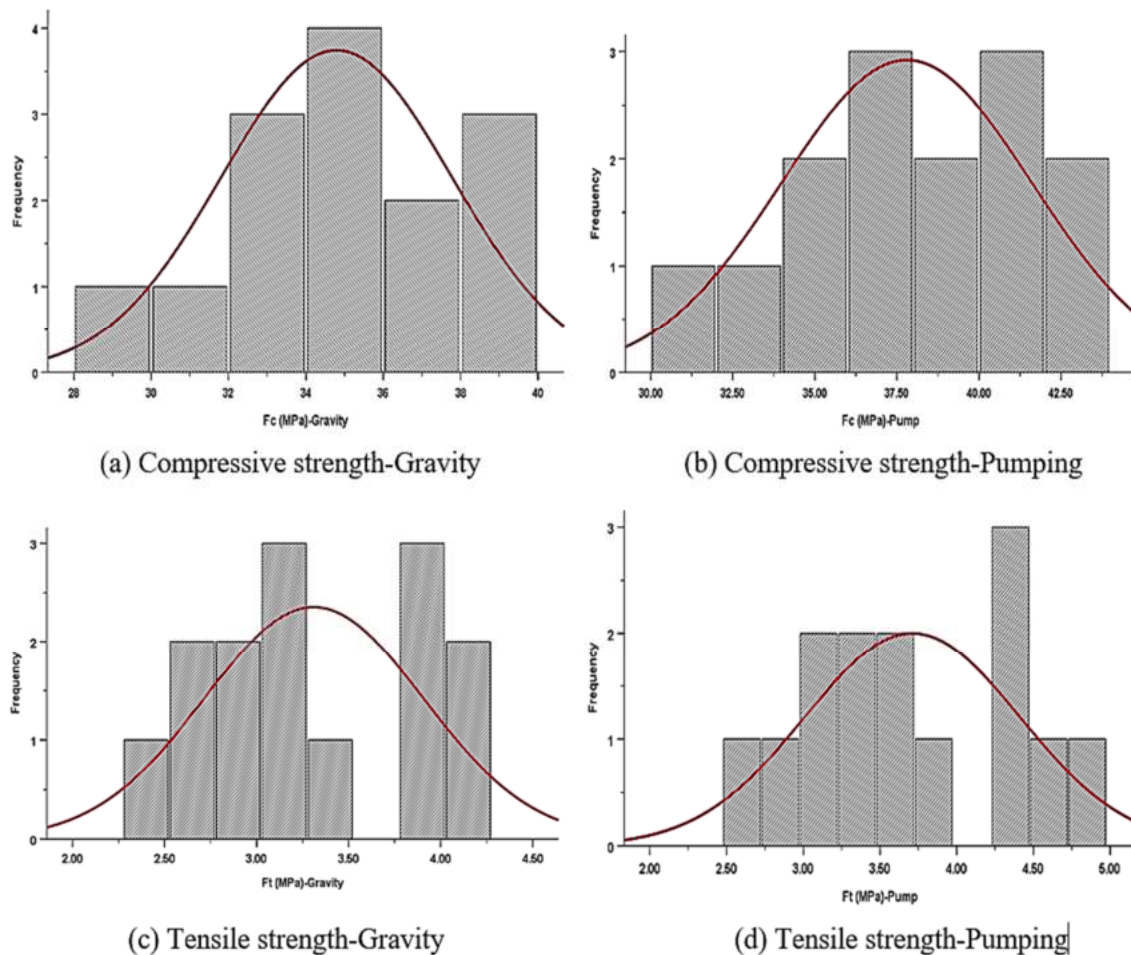 4
3
2
1
0
Frequency
28 30 32 34 36 38 40
Fc (MPa)-Gravity
(a) Compressive strength-Gravity
3
2
1
0
Frequency
30.00 32.50 35.00 37.50 40.00 42.50
Fc (MPa)-Pump
(b) Compressive strength-Pumping
3
2
1
0
Frequency
2.00 2.50 3.00 3.50 4.00 4.50
Ft (MPa)-Gravity
(c) Tensile strength-Gravity
3
2
1
0
Frequency
2.00 2.50 3.00 3.50 4.00 4.50 5.00
Ft (MPa)-Pump
(d) Tensile strength-Pumping